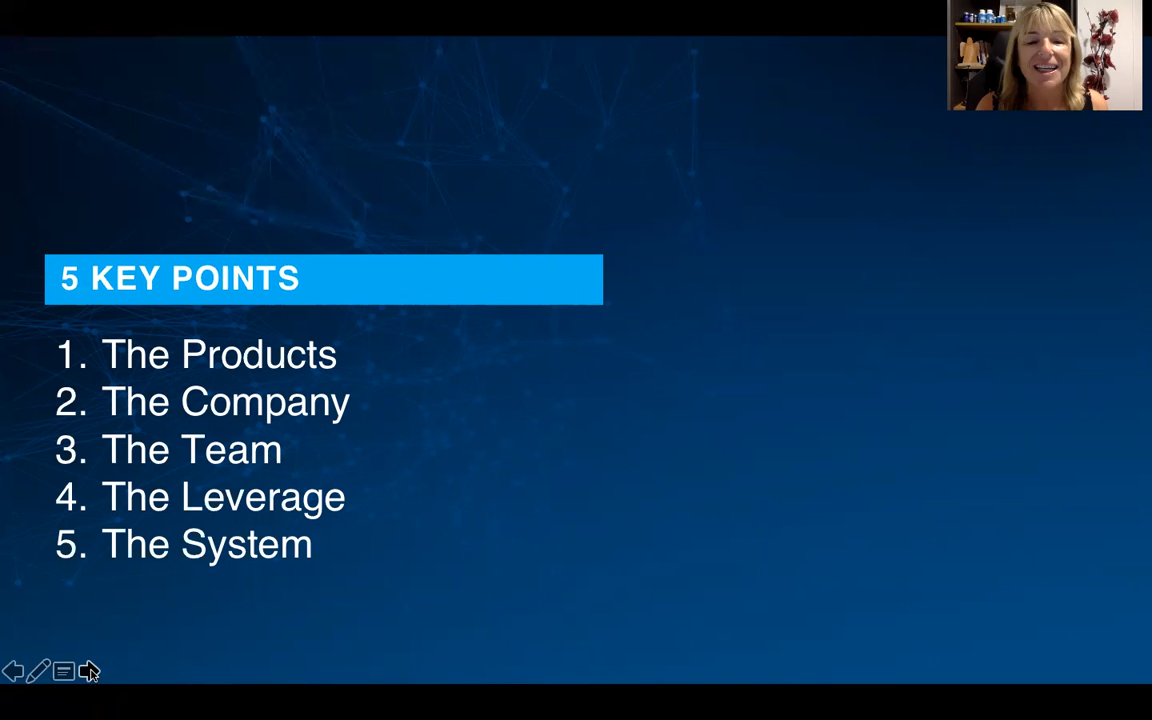 5 KEY POINTS
1. The Products
2. The Company
3. The Team
4. The Leverage
5. The System